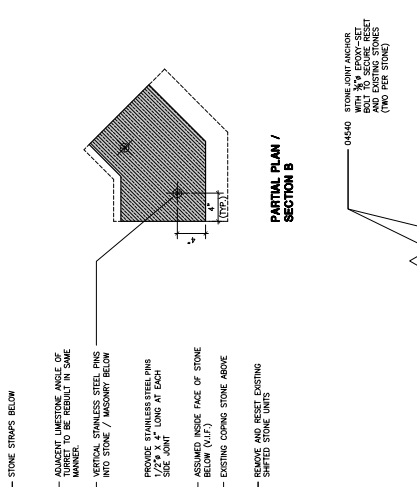 STONE STRAPS BELOW
ADJACENT LIMESTONE ANGLE OF
TURRET TO BE REBUILT IN SAME
MANNER.
VERTICAL STAINLESS STEEL PINS
INTO STONE / MASONRY BELOW
PROVIDE STAINLESS STEEL PINS
1/2"ø X 4" LONG AT EACH
SIDE JOINT
ASSUMED INSIDE FACE OF STONE
BELOW (V.I.F.)
EXISTING COPING STONE ABOVE
REMOVE AND RESET EXISTING
SHIFTED STONE UNITS
4"
4"
(TYP.)
PARTIAL PLAN /
SECTION B
04540 STONE JOINT ANCHOR
WITH ⅜"ø EPOXY-SET
BOLT TO SECURE RESET
AND EXISTING STONES
(TWO PER STONE)